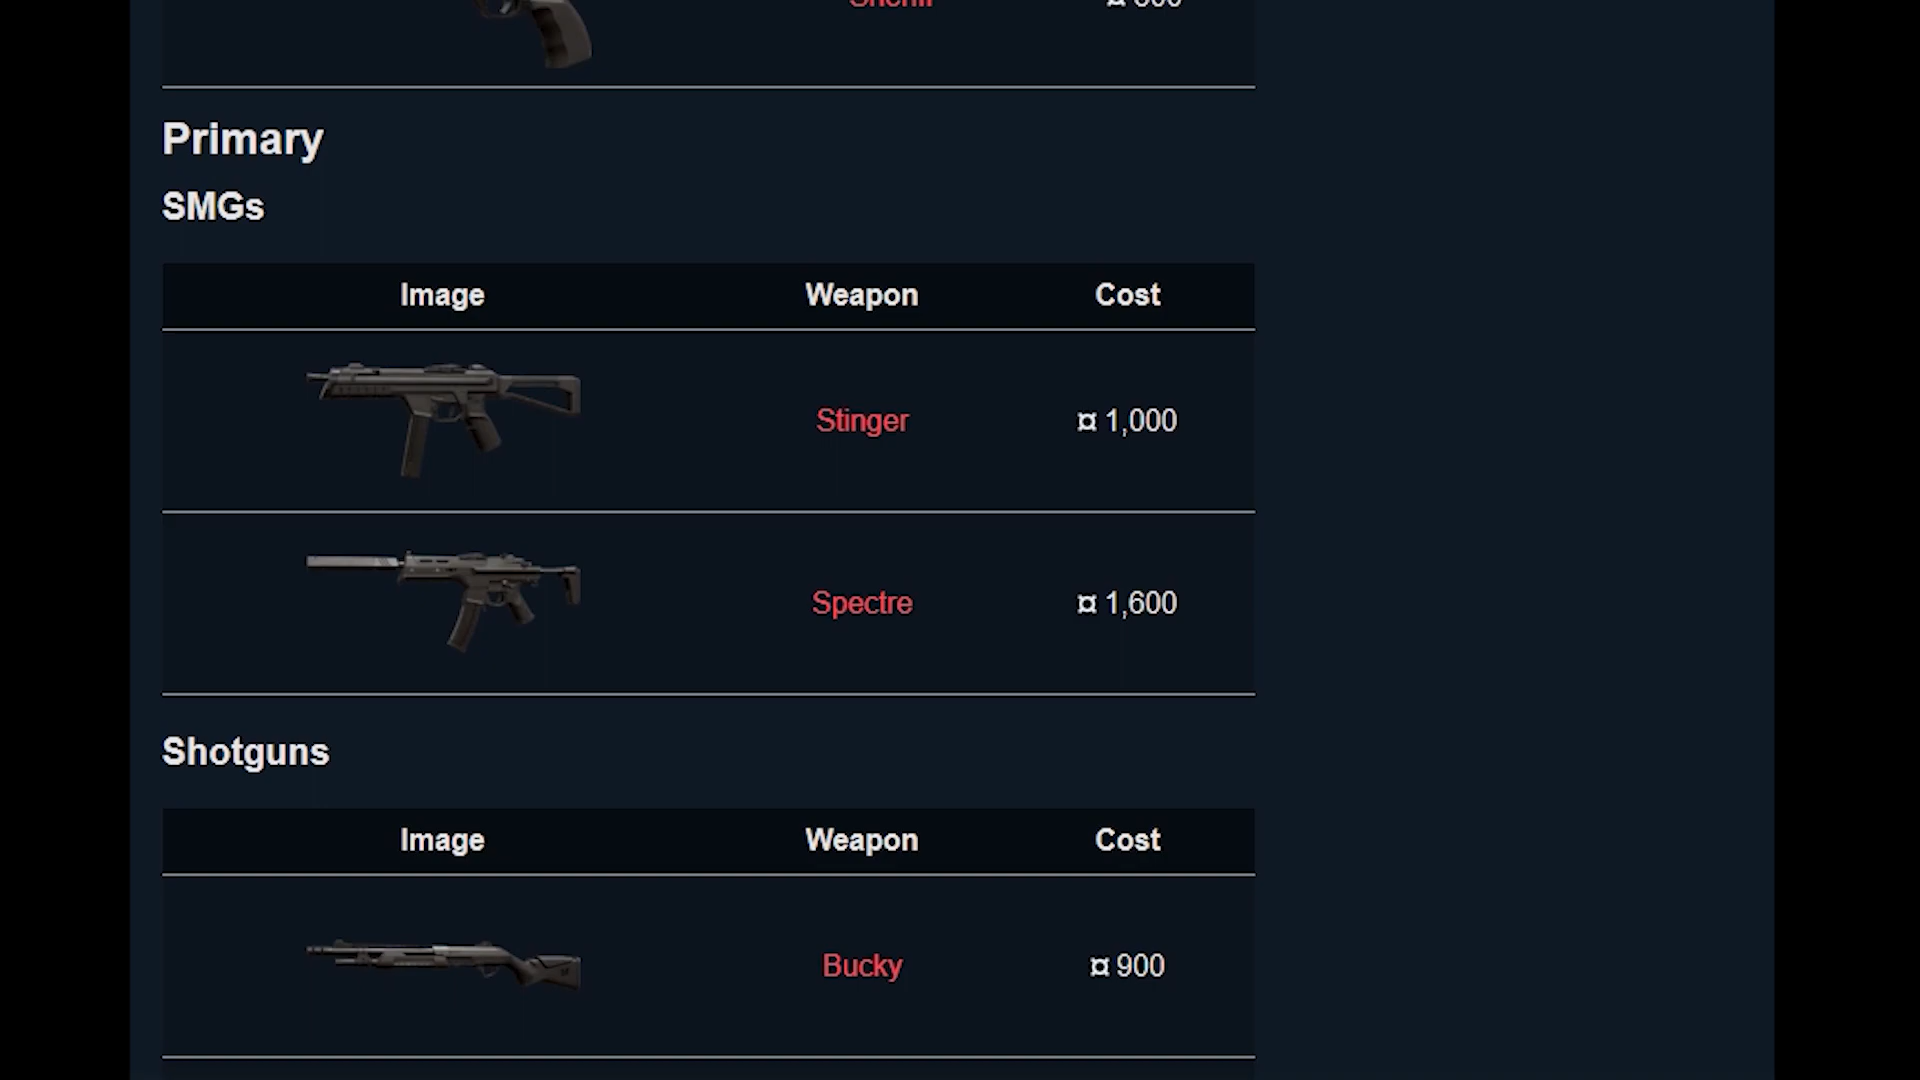 Primary
SMGs
Image Weapon Cost
Stinger ¤ 1,000
Spectre ¤ 1,600
Shotguns
Image Weapon Cost
Bucky ¤ 900